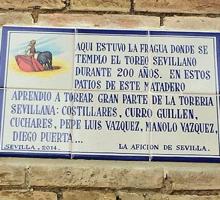 AQUI ESTUVO LA FRAGUA DONDE SE
TEMPLO EL TOREO SEVILLANO
DURANTE 200 AÑOS. EN ESTOS
PATIOS DE ESTE MATADERO
APRENDIO A TOREAR GRAN PARTE DE LA TORERIA
SEVILLANA: COSTILLARES, CURRO GUILLEN,
CUCHARES, PEPE LUIS VAZQUEZ, MANOLO VAZQUEZ,
DIEGO PUERTA...
SEVILLA, 2014. LA AFICION DE SEVILLA.